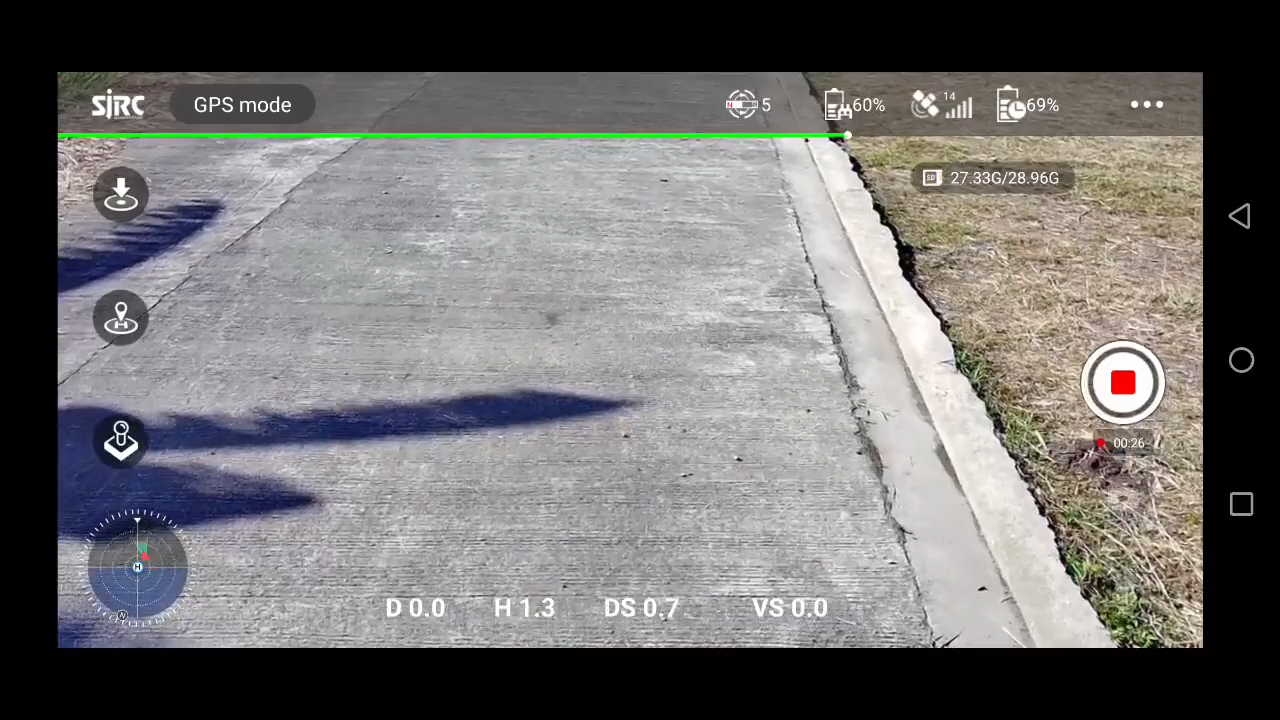 SJRC
GPS mode
N S 5
60%
14
69%
SD 27.33G/28.96G
00:26
H
N
D 0.0 H 1.3 DS 0.7 VS 0.0